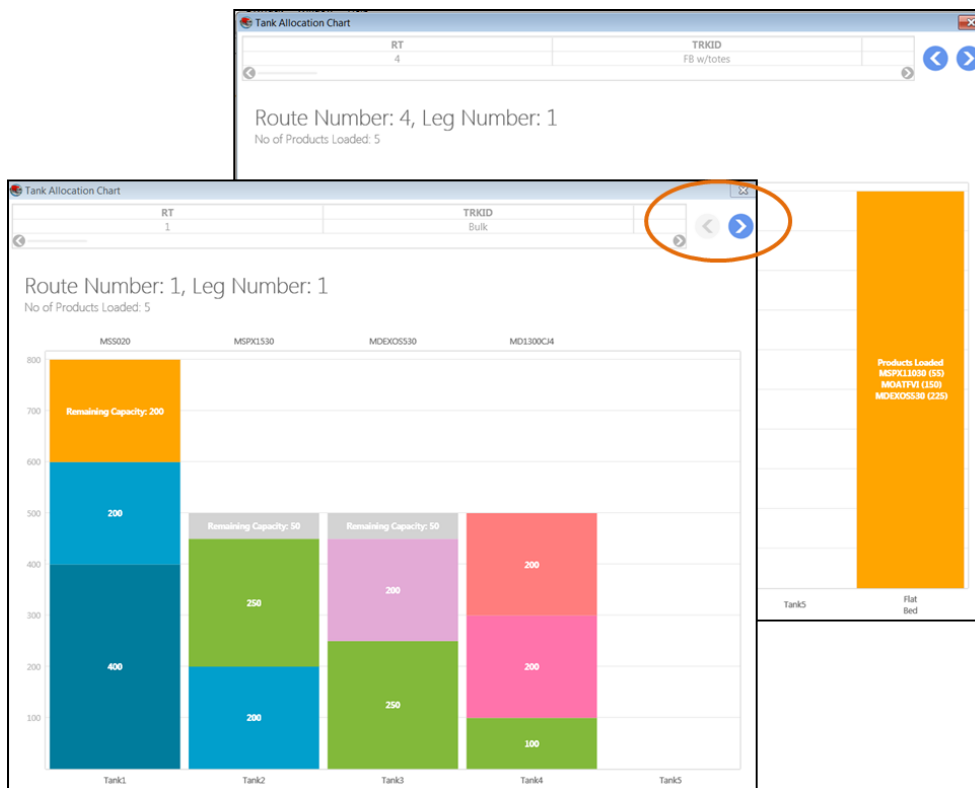 Tank Allocation Chart
RT TRKID
4 FB w/totes
Route Number: 4, Leg Number: 1
No of Products Loaded: 5
Products Loaded
MSPX11030 (55)
MOATFVI (150)
MDEXOS530 (225)
Tank5 Flat
Bed
Tank Allocation Chart
RT TRKID
1 Bulk
Route Number: 1, Leg Number: 1
No of Products Loaded: 5
MSS020 MSPX1530 MDEXOS530 MD1300CJ4
800
700 Remaining Capacity: 200
600
500 200 Remaining Capacity: 50 Remaining Capacity: 50
400 250 200 200
300
200 400 200 250 200
100 100
Tank1 Tank2 Tank3 Tank4 Tank5